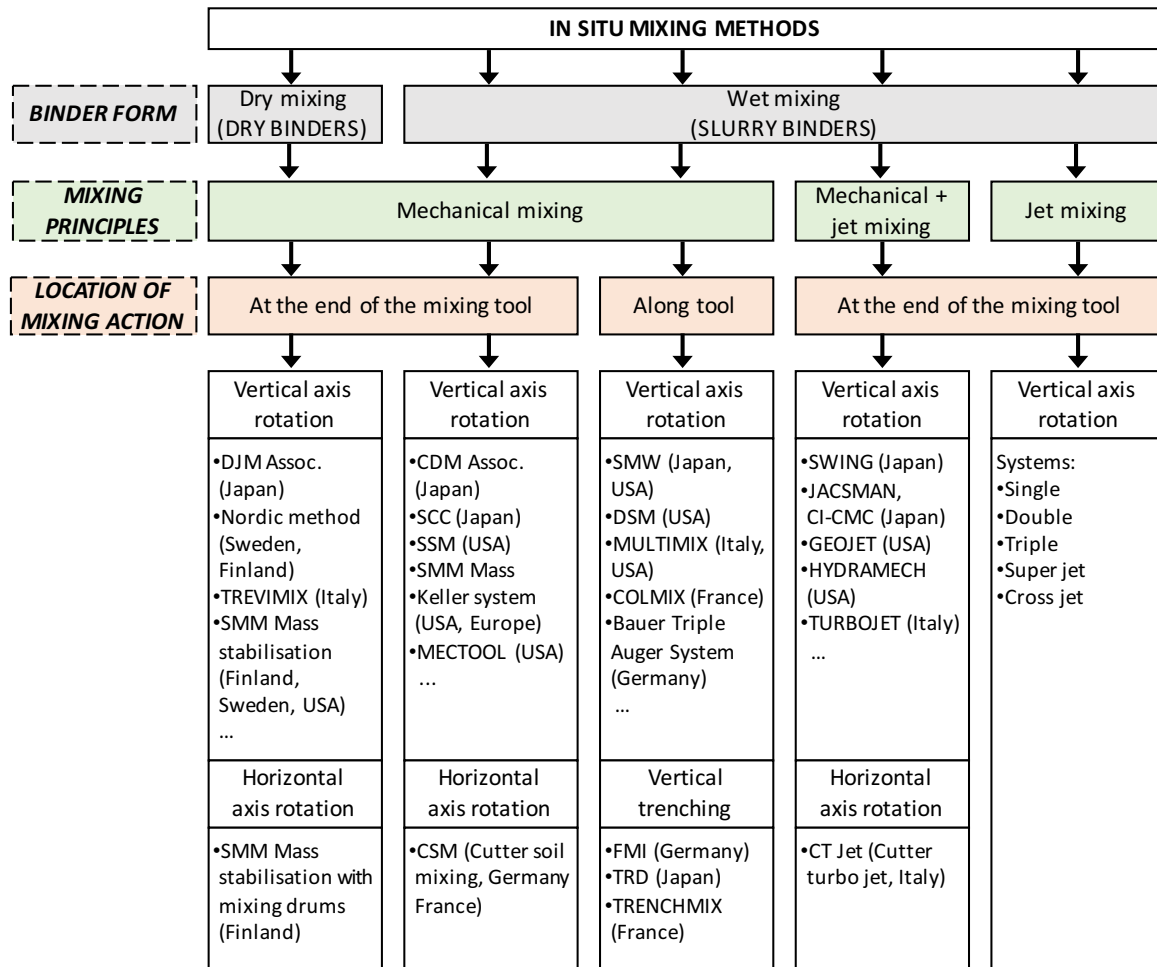 IN SITU MIXING METHODS
BINDER FORM
Dry mixing
(DRY BINDERS)
Wet mixing
(SLURRY BINDERS)
MIXING
PRINCIPLES
Mechanical mixing
Mechanical +
jet mixing
Jet mixing
LOCATION OF
MIXING ACTION
At the end of the mixing tool
Along tool
At the end of the mixing tool
Vertical axis
rotation
•DJM Assoc.
(Japan)
•Nordic method
(Sweden,
Finland)
•TREVIMIX (Italy)
•SMM Mass
stabilisation
(Finland,
Sweden, USA)
...
Horizontal
axis rotation
•SMM Mass
stabilisation with
mixing drums
(Finland)
Vertical axis
rotation
•CDM Assoc.
(Japan)
•SCC (Japan)
•SSM (USA)
•SMM Mass
•Keller system
(USA, Europe)
•MECTOOL (USA)
...
Horizontal
axis rotation
•CSM (Cutter soil
mixing, Germany
France)
Vertical axis
rotation
•SMW (Japan,
USA)
•DSM (USA)
•MULTIMIX (Italy,
USA)
•COLMIX (France)
•Bauer Triple
Auger System
(Germany)
...
Vertical
trenching
•FMI (Germany)
•TRD (Japan)
•TRENCHMIX
(France)
Vertical axis
rotation
•SWING (Japan)
•JACSMAN,
CI-CMC (Japan)
•GEOJET (USA)
•HYDRAMECH
(USA)
•TURBOJET (Italy)
...
Horizontal
axis rotation
•CT Jet (Cutter
turbo jet, Italy)
Vertical axis
rotation
Systems:
•Single
•Double
•Triple
•Super jet
•Cross jet